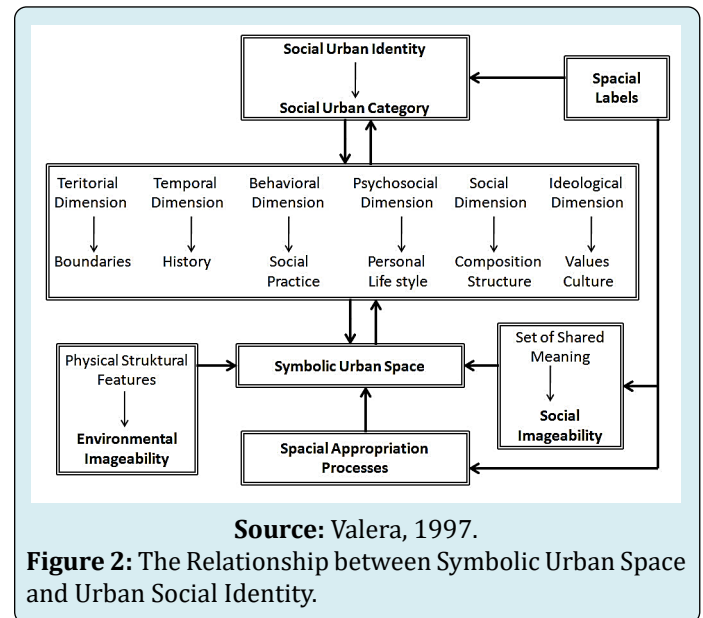 Social Urban Identity
Social Urban Category
Spacial
Labels
Teritorial
Dimension
Boundaries
Temporal
Dimension
History
Behavioral
Dimension
Social
Practice
Psychosocial
Dimension
Personal
Life style
Social
Dimension
Composition
Structure
Ideological
Dimension
Values
Culture
Physical Struktural
Features
Environmental
Imageability
Symbolic Urban Space
Set of Shared
Meaning
Social
Imageability
Spacial Appropriation
Processes
Source: Valera, 1997.
Figure 2: The Relationship between Symbolic Urban Space
and Urban Social Identity.